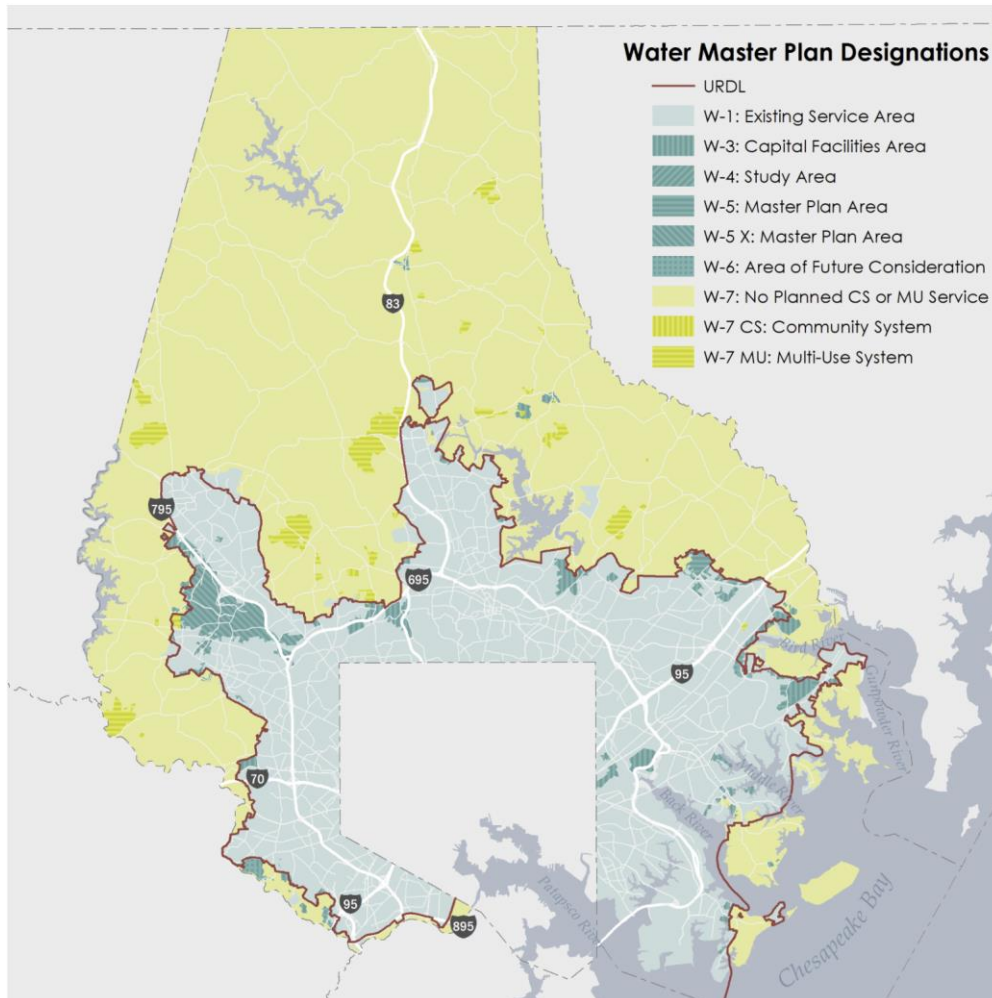 Water Master Plan Designations
URDL
W-1: Existing Service Area
W-3: Capital Facilities Area
W-4: Study Area
W-5: Master Plan Area
W-5 X: Master Plan Area
W-6: Area of Future Consideration
W-7: No Planned CS or MU Service
W-7 CS: Community System
W-7 MU: Multi-Use System
83
795
695
95
Bird River
Gunpowder River
70
Middle River
Back River
95
895
Patapsco River
Chesapeake Bay